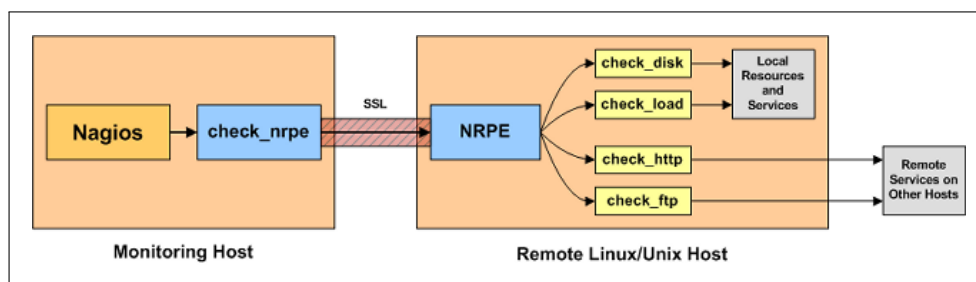 Nagios
check_nrpe
SSL
NRPE
check_disk
check_load
check_http
check_ftp
Local
Resources
and
Services
Remote
Services on
Other Hosts
Monitoring Host
Remote Linux/Unix Host